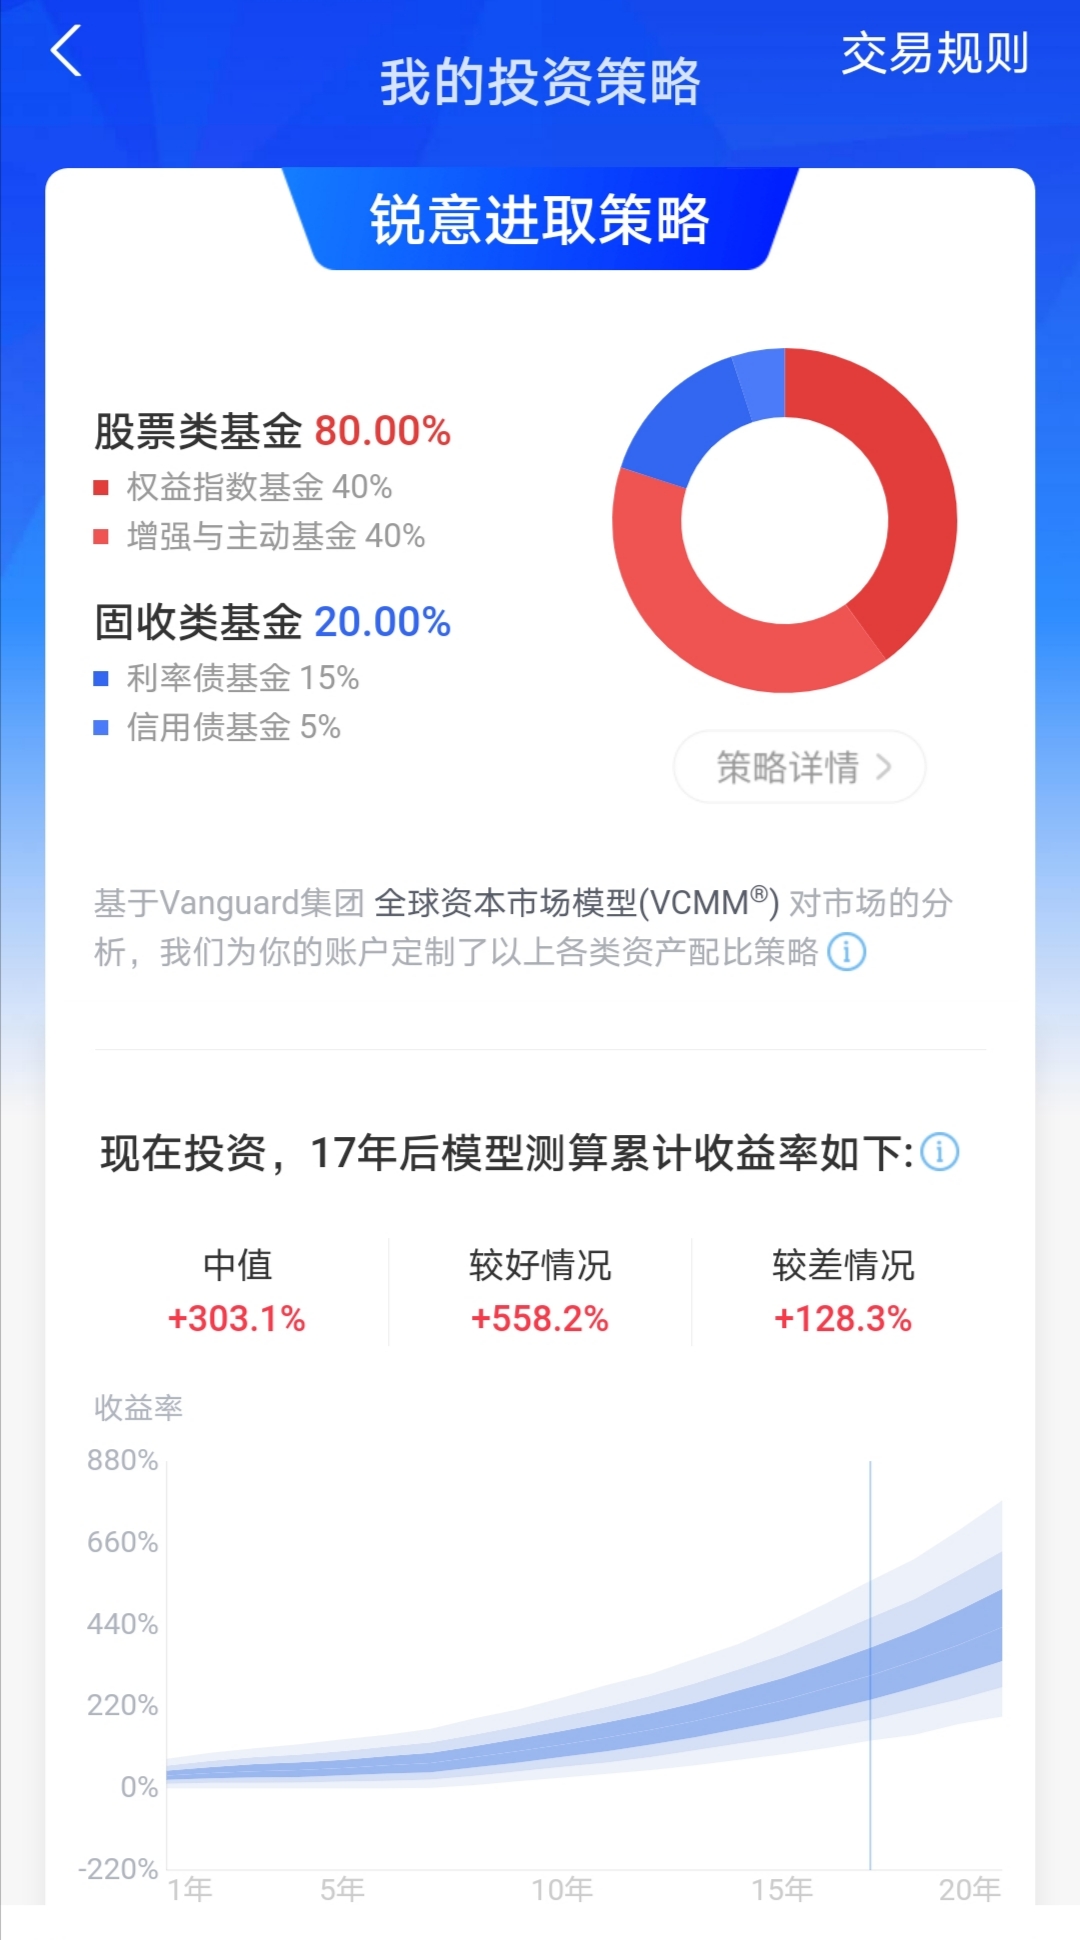 我的投资策略
交易规则
锐意进取策略
股票类基金 80.00%
权益指数基金 40%
增强与主动基金 40%
固收类基金 20.00%
利率债基金 15%
信用债基金 5%
策略详情
基于Vanguard集团 全球资本市场模型(VCMM®) 对市场的分
析，我们为你的账户定制了以上各类资产配比策略
现在投资，17年后模型测算累计收益率如下:
中值 较好情况 较差情况
+303.1% +558.2% +128.3%
收益率
880%
660%
440%
220%
0%
-220%
1年 5年 10年 15年 20年